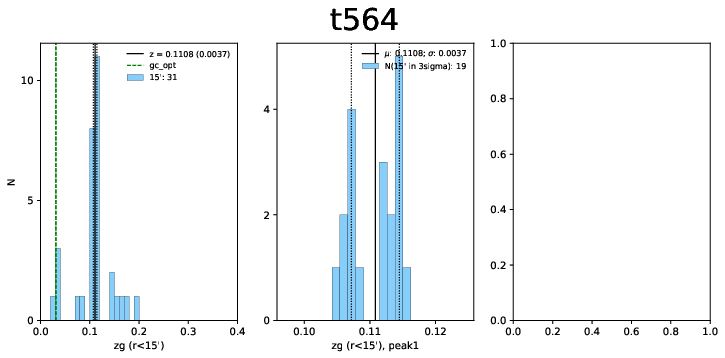 t564
z = 0.1108 (0.0037)
gc_opt
15': 31
N
10
5
0
0.0 0.1 0.2 0.3 0.4
zg (r<15')
μ: 0.1108; σ: 0.0037
N(15' in 3sigma): 19
4
2
0
0.10 0.11 0.12
zg (r<15'), peak1
1.0
0.8
0.6
0.4
0.2
0.0
0.0 0.2 0.4 0.6 0.8 1.0